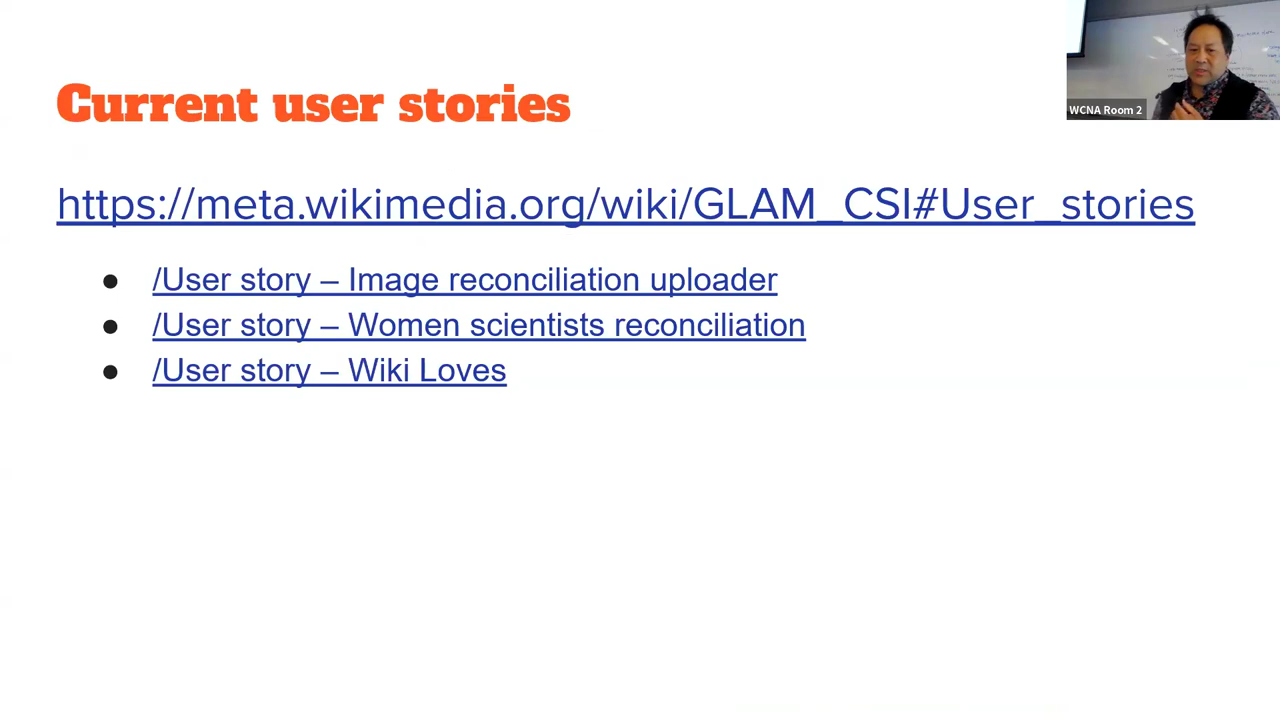 Current user stories
https://meta.wikimedia.org/wiki/GLAM_CSI#User_stories
● /User story – Image reconciliation uploader
● /User story – Women scientists reconciliation
● /User story – Wiki Loves
WCNA Room 2